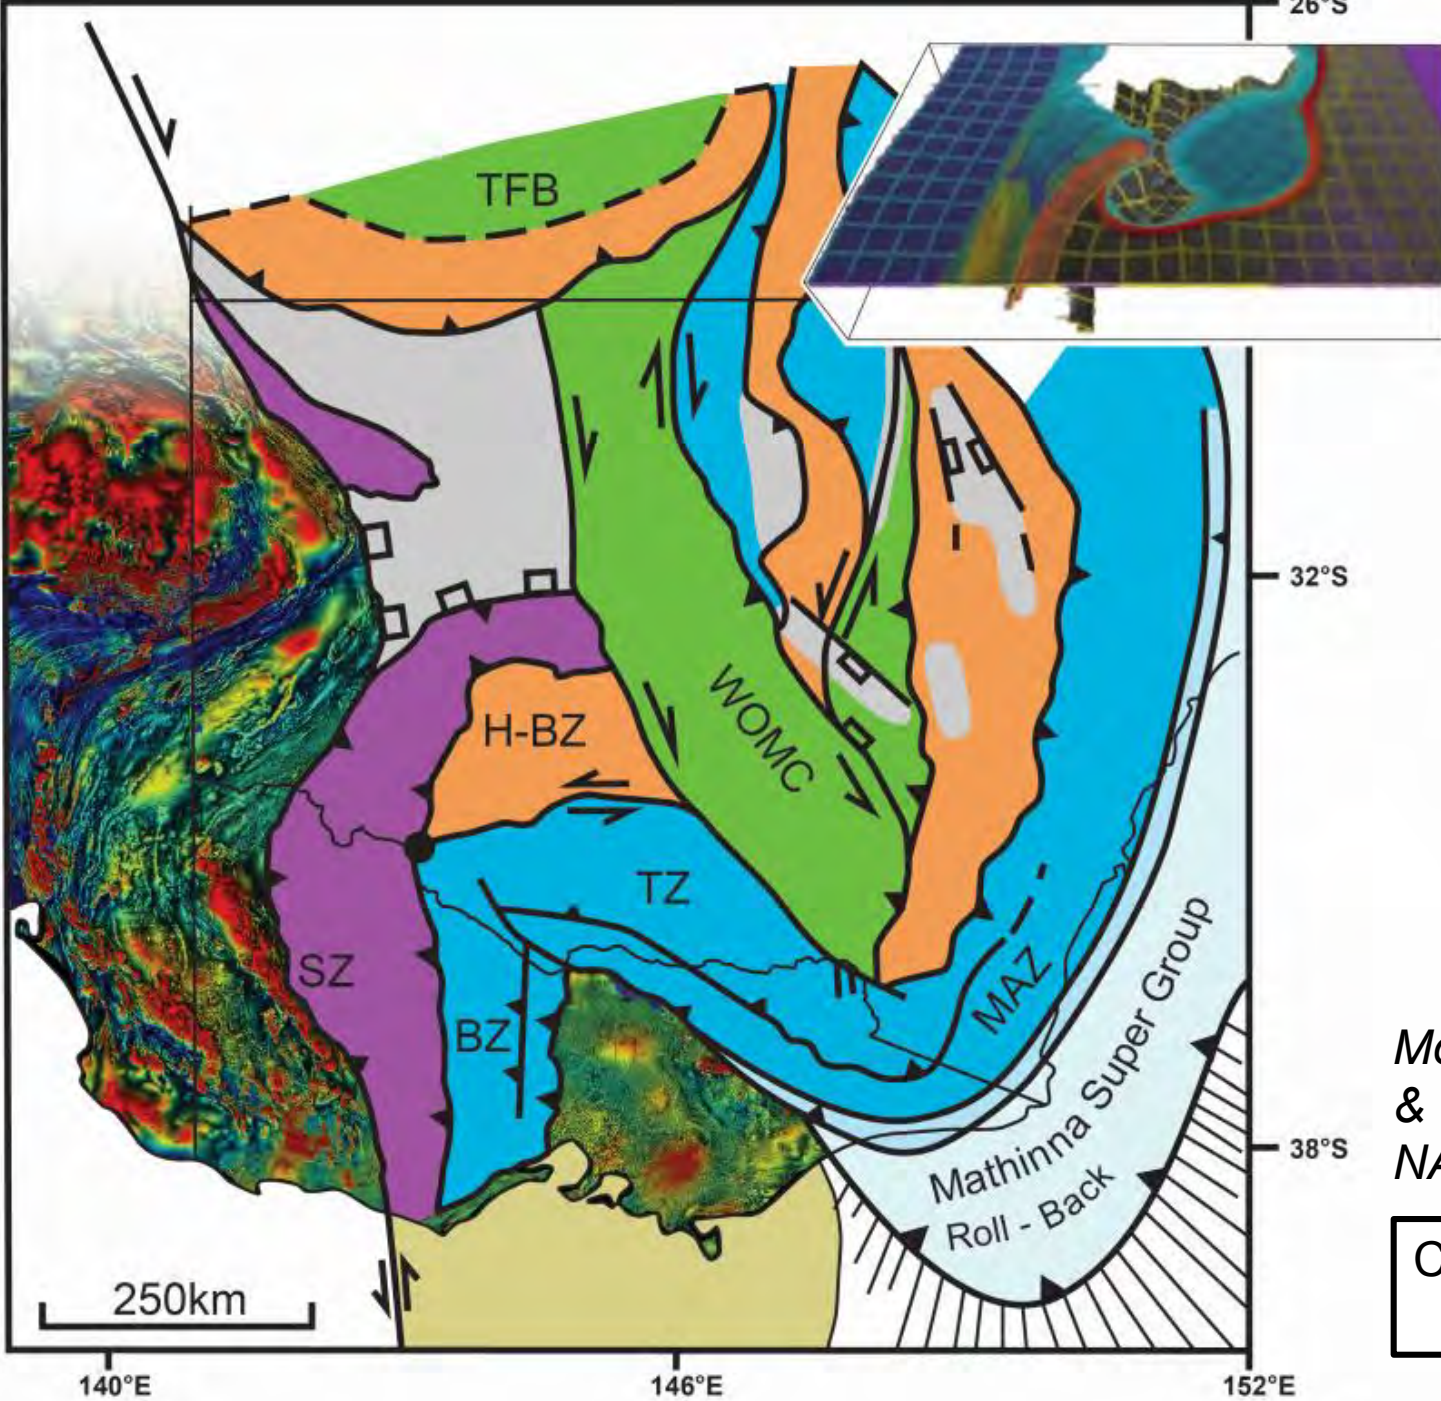 26°S
TFB
32°S
WOMC
H-BZ
TZ
SZ
BZ
MAZ
Mathinna Super Group
Roll - Back
&
38°S
250km
140°E
146°E
152°E